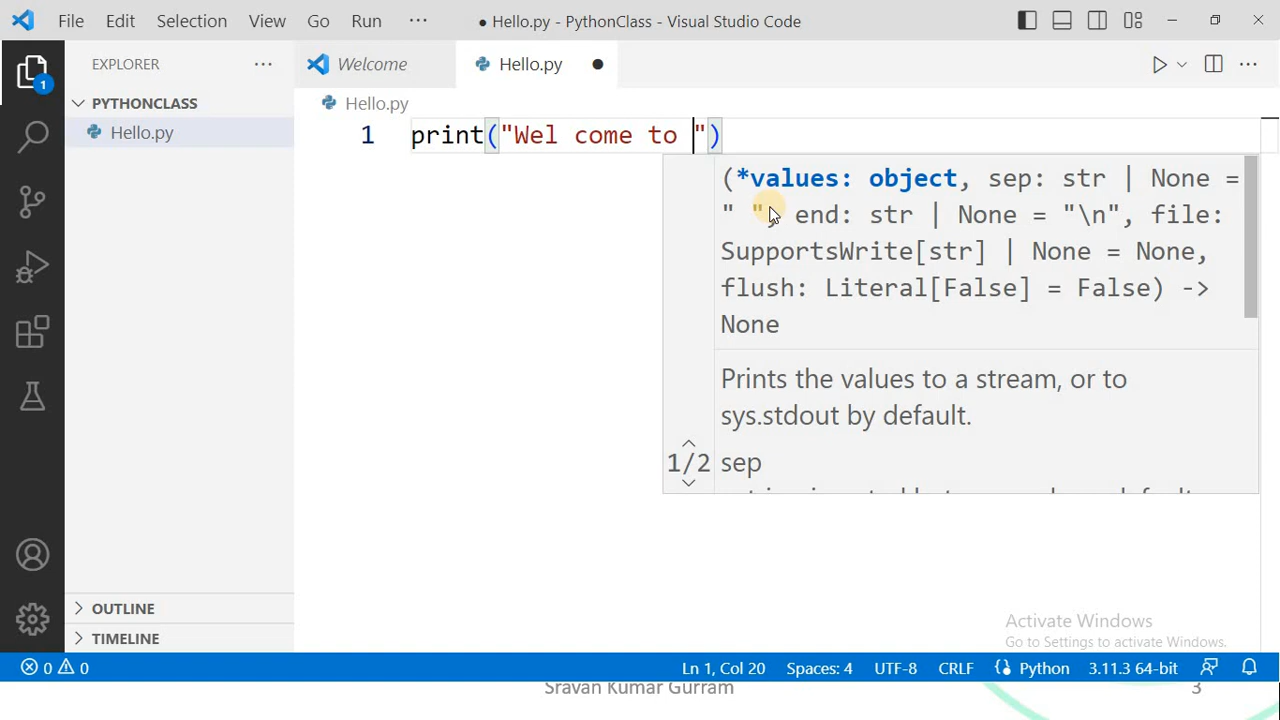 File Edit Selection View Go Run ··· ● Hello.py - PythonClass - Visual Studio Code
EXPLORER ···
Welcome Hello.py ●
PYTHONCLASS
Hello.py
Hello.py
1 print("Wel come to ")
(*values: object, sep: str | None =
" ", end: str | None = "\n", file:
SupportsWrite[str] | None = None,
flush: Literal[False] = False) ->
None
Prints the values to a stream, or to
sys.stdout by default.
1/2 sep
1
OUTLINE
TIMELINE
Activate Windows
Go to Settings to activate Windows.
0 0 Ln 1, Col 20 Spaces: 4 UTF-8 CRLF Python 3.11.3 64-bit
Sravan Kumar Gurram 3